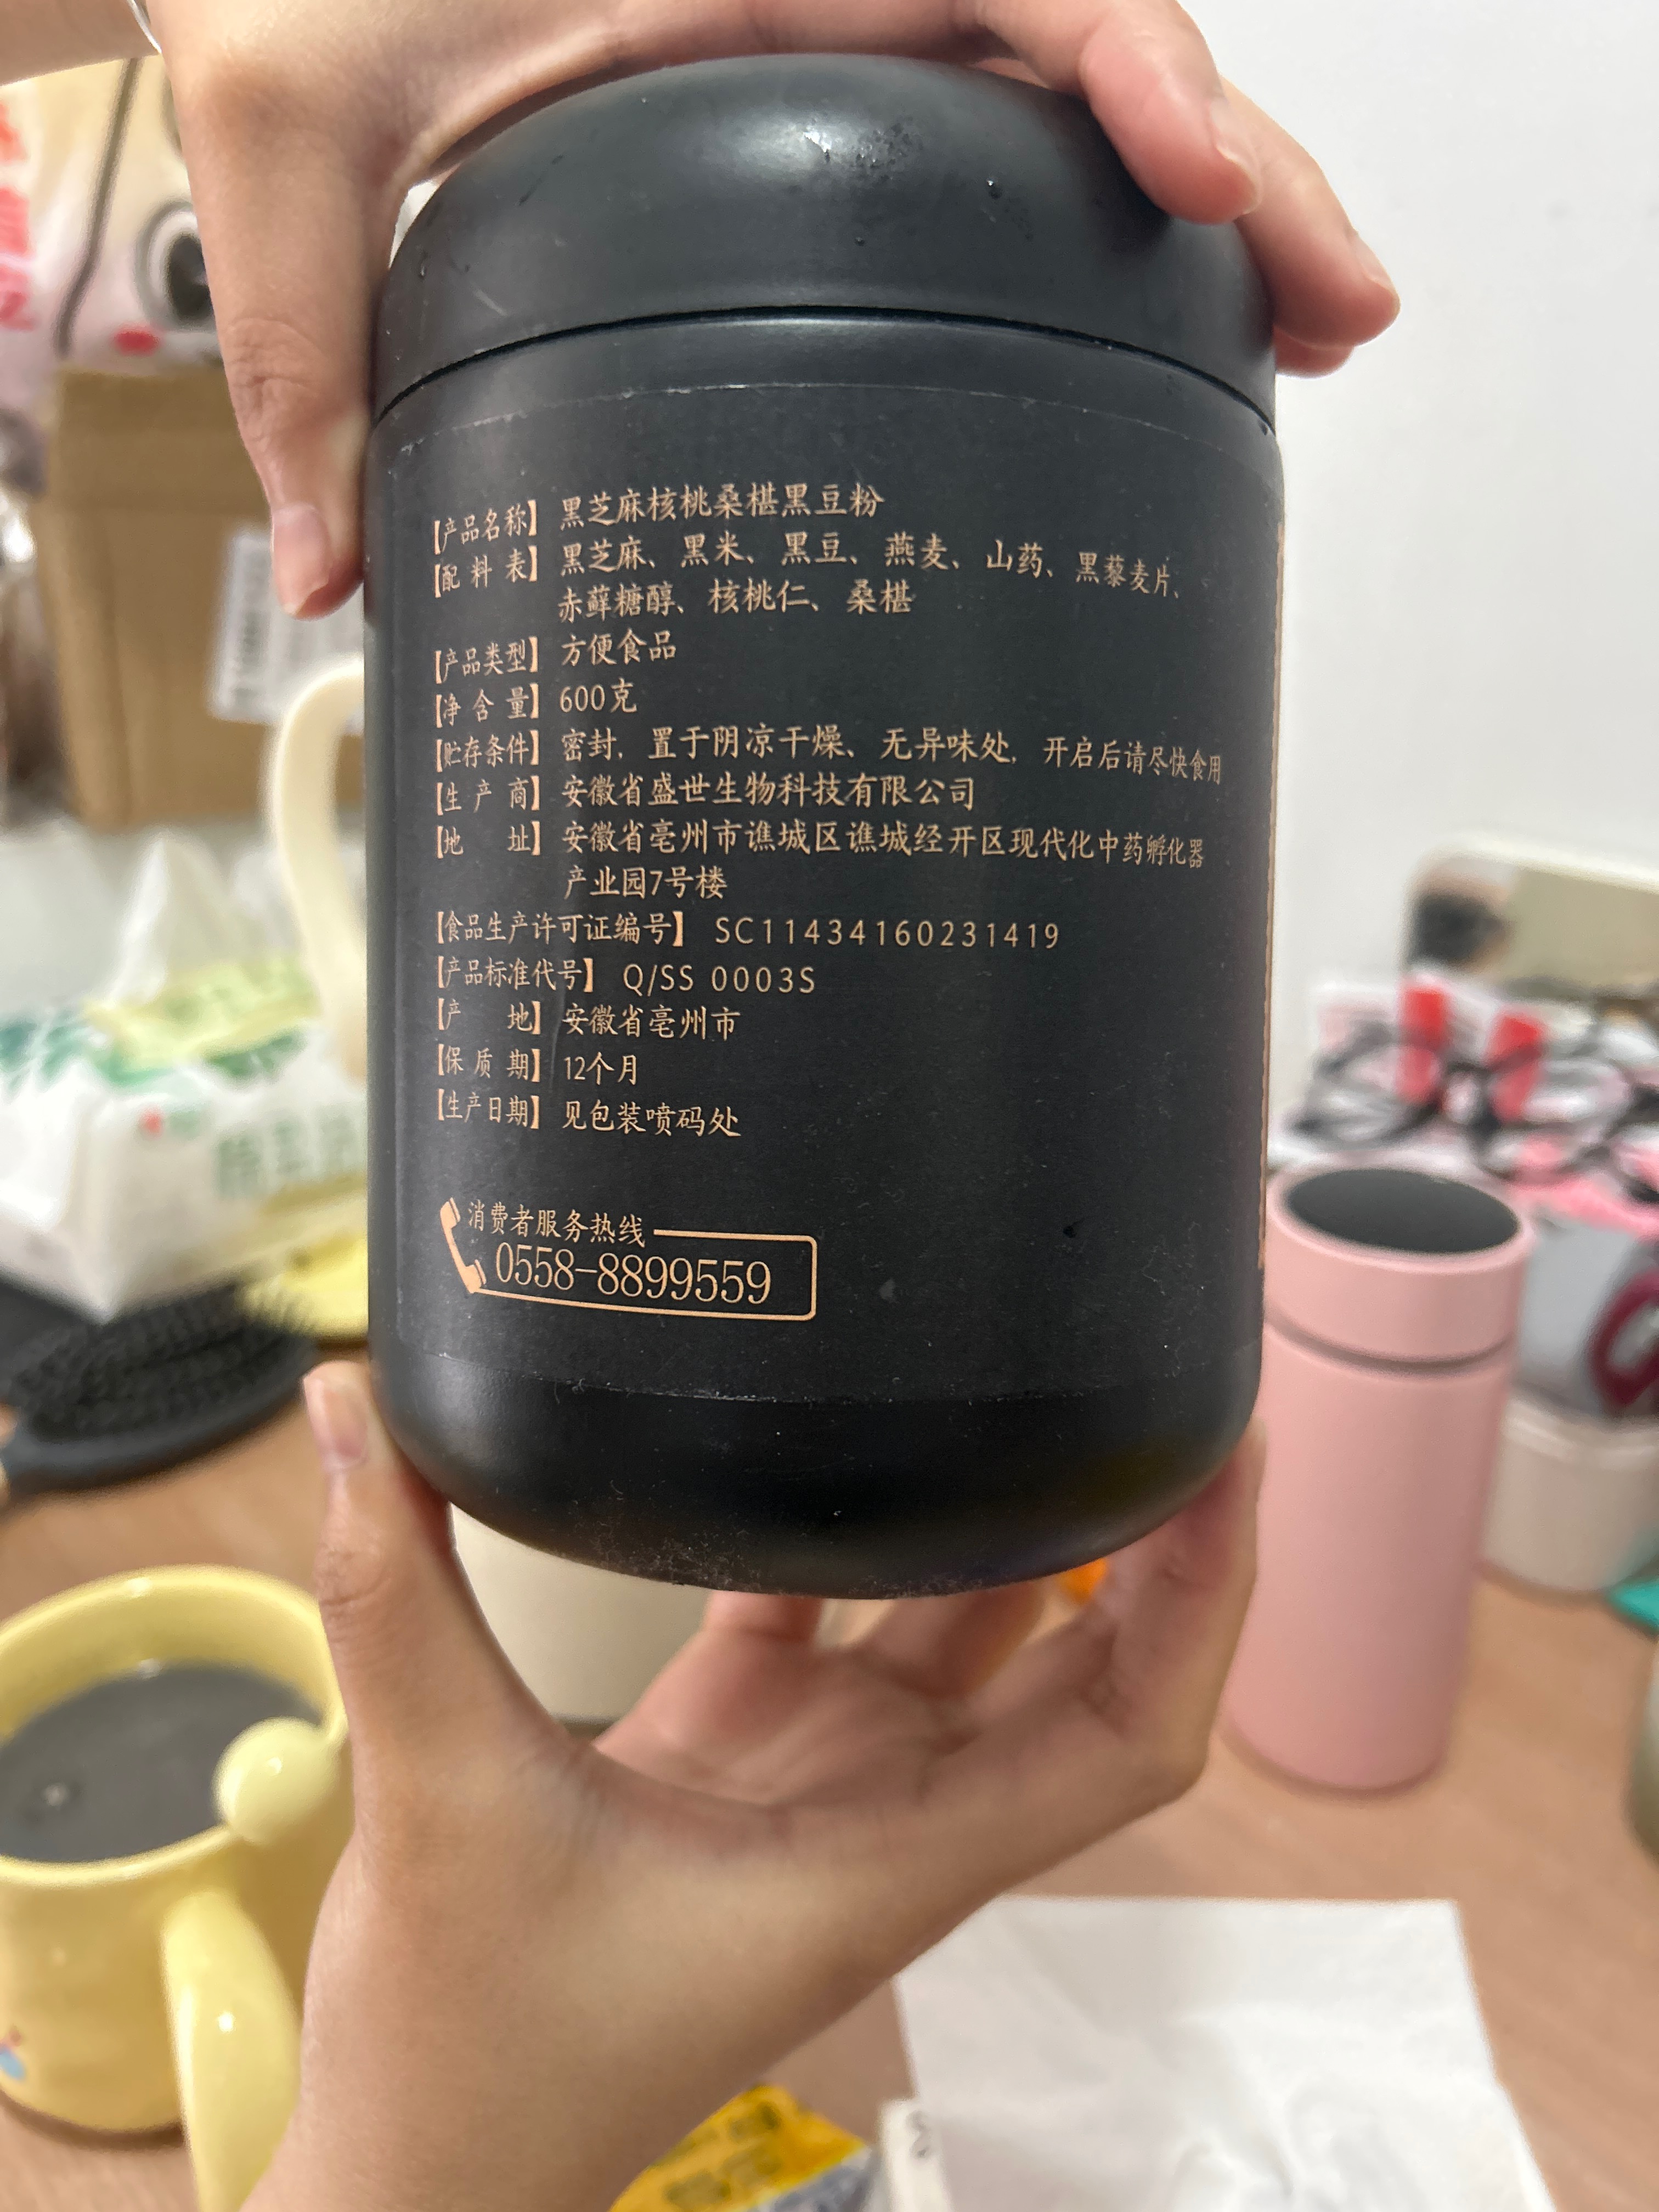 【产品名称】 黑芝麻核桃桑椹黑豆粉
【配料表】 黑芝麻、黑米、黑豆、燕麦、山药、黑藜麦片、
赤藓糖醇、核桃仁、桑椹
【产品类型】 方便食品
【净含量】 600克
【贮存条件】 密封，置于阴凉干燥、无异味处，开启后请尽快食用
【生产商】 安徽省盛世生物科技有限公司
【地址】 安徽省亳州市谯城区谯城经开区现代化中药孵化器
产业园7号楼
【食品生产许可证编号】 SC11434160231419
【产品标准代号】 Q/SS 0003S
【产地】 安徽省亳州市
【保质期】 12个月
【生产日期】 见包装喷码处
消费者服务热线
0558-8899559